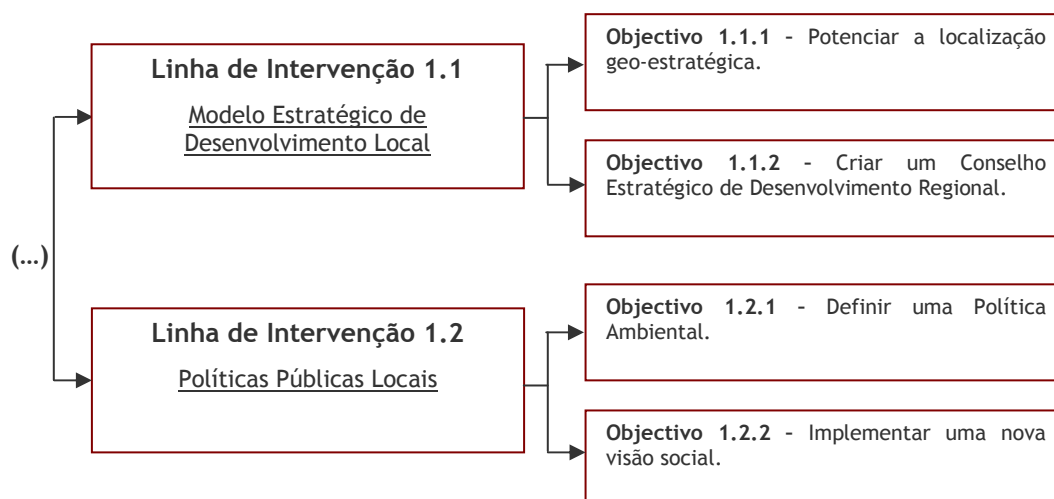 (…)
Linha de Intervenção 1.1
Modelo Estratégico de
Desenvolvimento Local
Objectivo 1.1.1 – Potenciar a localização
geo-estratégica.
Objectivo 1.1.2 – Criar um Conselho
Estratégico de Desenvolvimento Regional.
Linha de Intervenção 1.2
Políticas Públicas Locais
Objectivo 1.2.1 – Definir uma Política
Ambiental.
Objectivo 1.2.2 – Implementar uma nova
visão social.